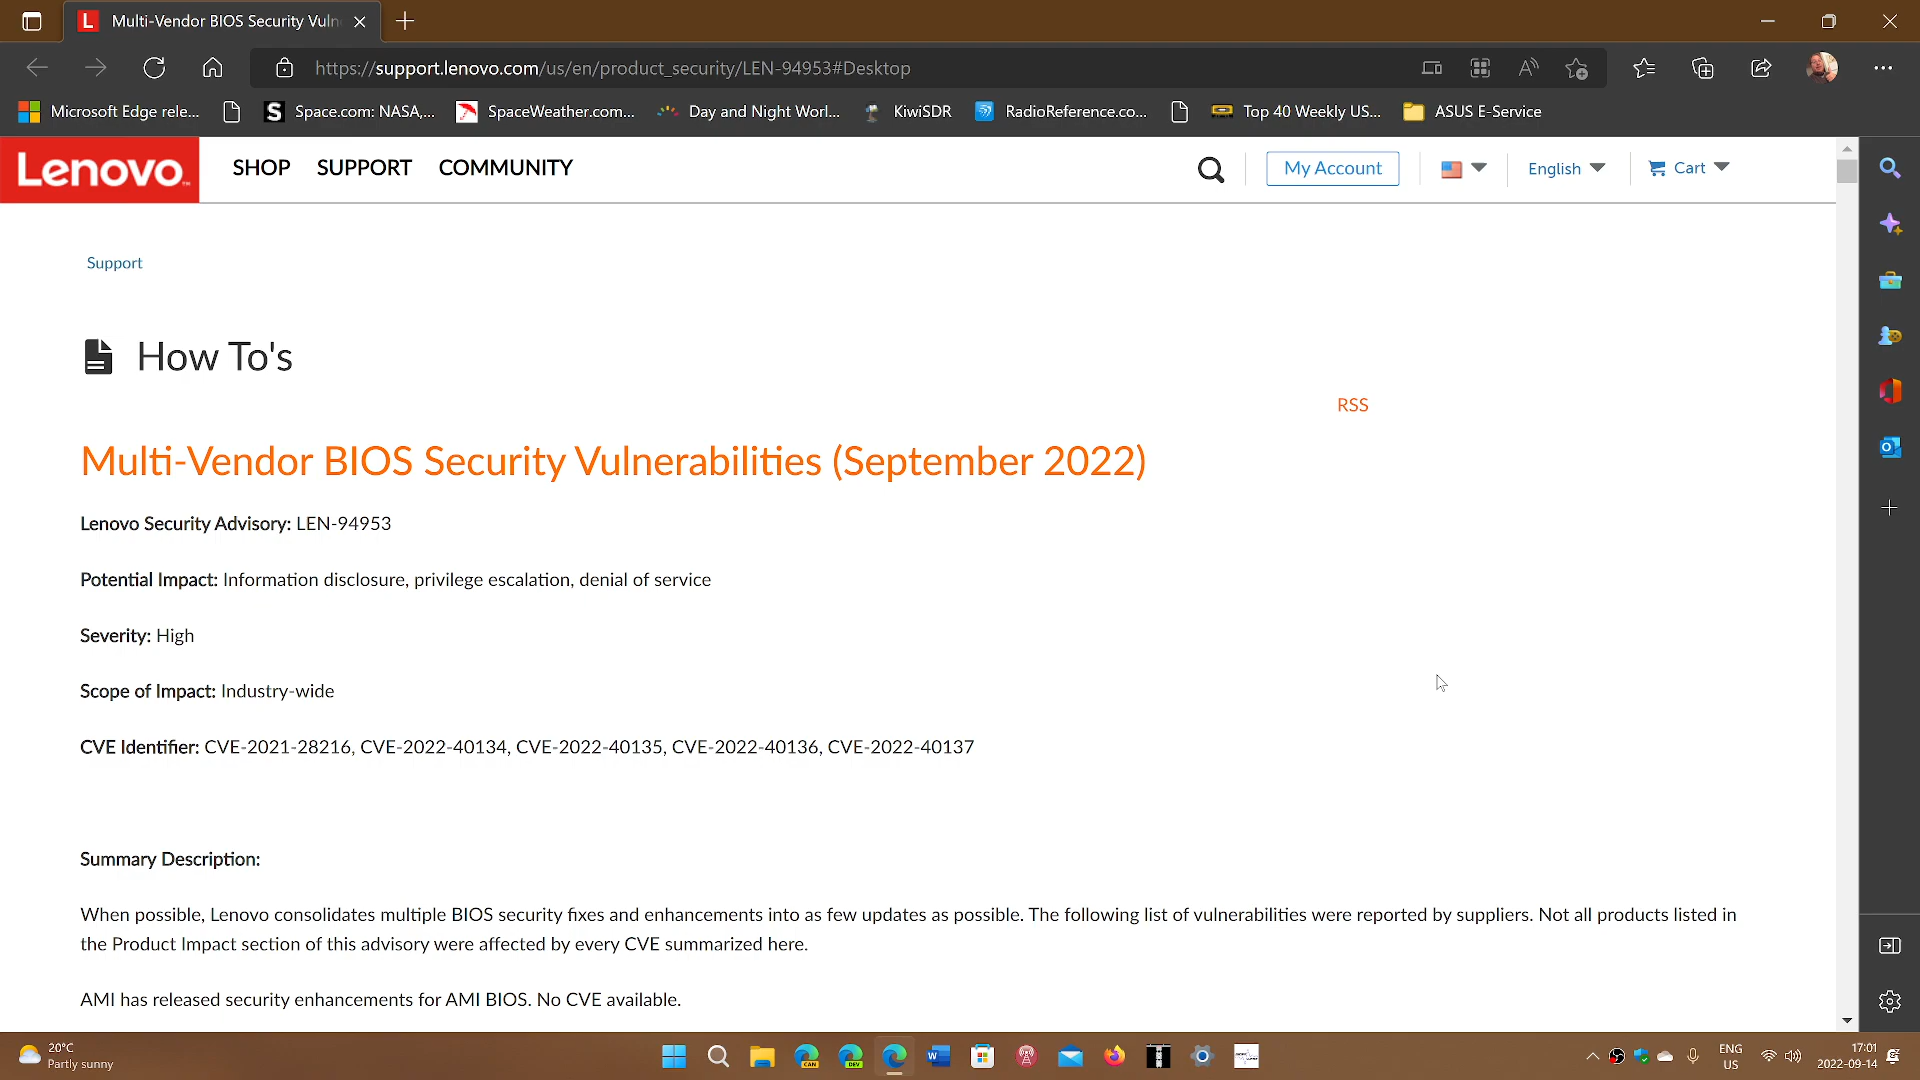 Multi-Vendor BIOS Security Vuln
https://support.lenovo.com/us/en/product_security/LEN-94953#Desktop
Microsoft Edge rele... Space.com: NASA,... SpaceWeather.com... Day and Night Worl... KiwiSDR RadioReference.co... Top 40 Weekly US... ASUS E-Service
Lenovo SHOP SUPPORT COMMUNITY My Account English Cart
Support
How To's
RSS
Multi-Vendor BIOS Security Vulnerabilities (September 2022)
Lenovo Security Advisory: LEN-94953
Potential Impact: Information disclosure, privilege escalation, denial of service
Severity: High
Scope of Impact: Industry-wide
CVE Identifier: CVE-2021-28216, CVE-2022-40134, CVE-2022-40135, CVE-2022-40136, CVE-2022-40137
Summary Description:
When possible, Lenovo consolidates multiple BIOS security fixes and enhancements into as few updates as possible. The following list of vulnerabilities were reported by suppliers. Not all products listed in
the Product Impact section of this advisory were affected by every CVE summarized here.
AMI has released security enhancements for AMI BIOS. No CVE available.
20°C
Partly sunny
CAN
DEV
ENG
US
17:01
2022-09-14